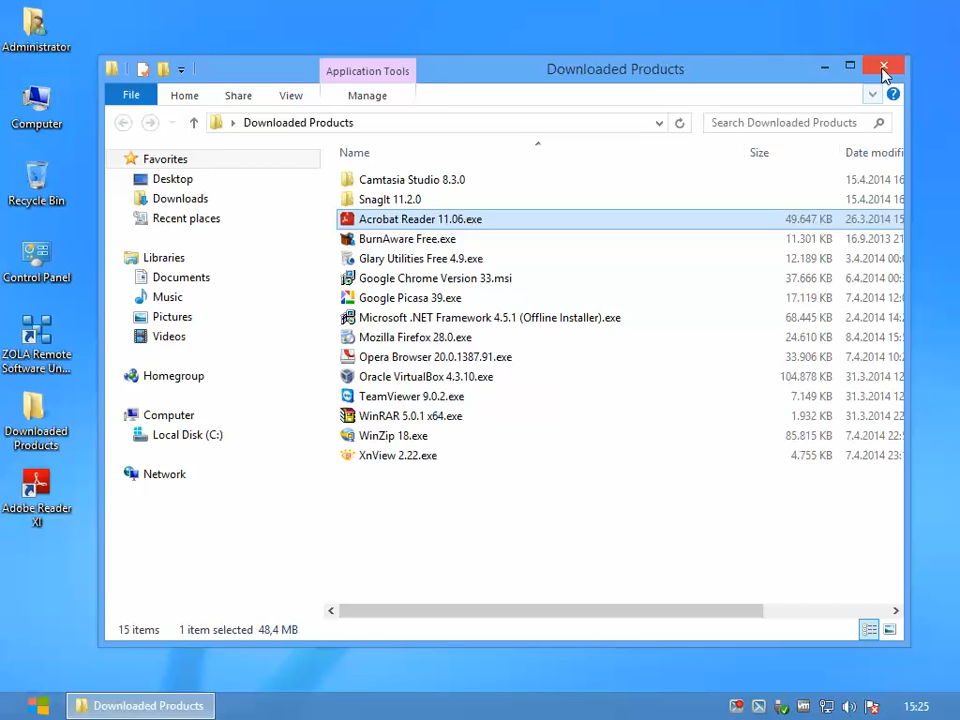 Administrator
Computer
Recycle Bin
Control Panel
ZOLA Remote
Software Un...
Downloaded
Products
Adobe Reader
XI
Application Tools
Downloaded Products
File
Home
Share
View
Manage
Downloaded Products
Search Downloaded Products
Name
Size
Date modifi
Favorites
Desktop
Downloads
Recent places
Libraries
Documents
Music
Pictures
Videos
Homegroup
Computer
Local Disk (C:)
Network
Camtasia Studio 8.3.0 15.4.2014 16
SnagIt 11.2.0 15.4.2014 16
Acrobat Reader 11.06.exe 49.647 KB 26.3.2014 15
BurnAware Free.exe 11.301 KB 16.9.2013 21
Glary Utilities Free 4.9.exe 12.189 KB 3.4.2014 00:
Google Chrome Version 33.msi 37.666 KB 6.4.2014 00:
Google Picasa 39.exe 17.119 KB 7.4.2014 12:
Microsoft .NET Framework 4.5.1 (Offline Installer).exe 68.445 KB 2.4.2014 14:
Mozilla Firefox 28.0.exe 24.610 KB 8.4.2014 15:
Opera Browser 20.0.1387.91.exe 33.906 KB 7.4.2014 10:
Oracle VirtualBox 4.3.10.exe 104.878 KB 31.3.2014 12
TeamViewer 9.0.2.exe 7.149 KB 31.3.2014 12
WinRAR 5.0.1 x64.exe 1.932 KB 31.3.2014 22
WinZip 18.exe 85.815 KB 7.4.2014 22:
XnView 2.22.exe 4.755 KB 7.4.2014 23:
15 items 1 item selected 48,4 MB
Downloaded Products
15:25